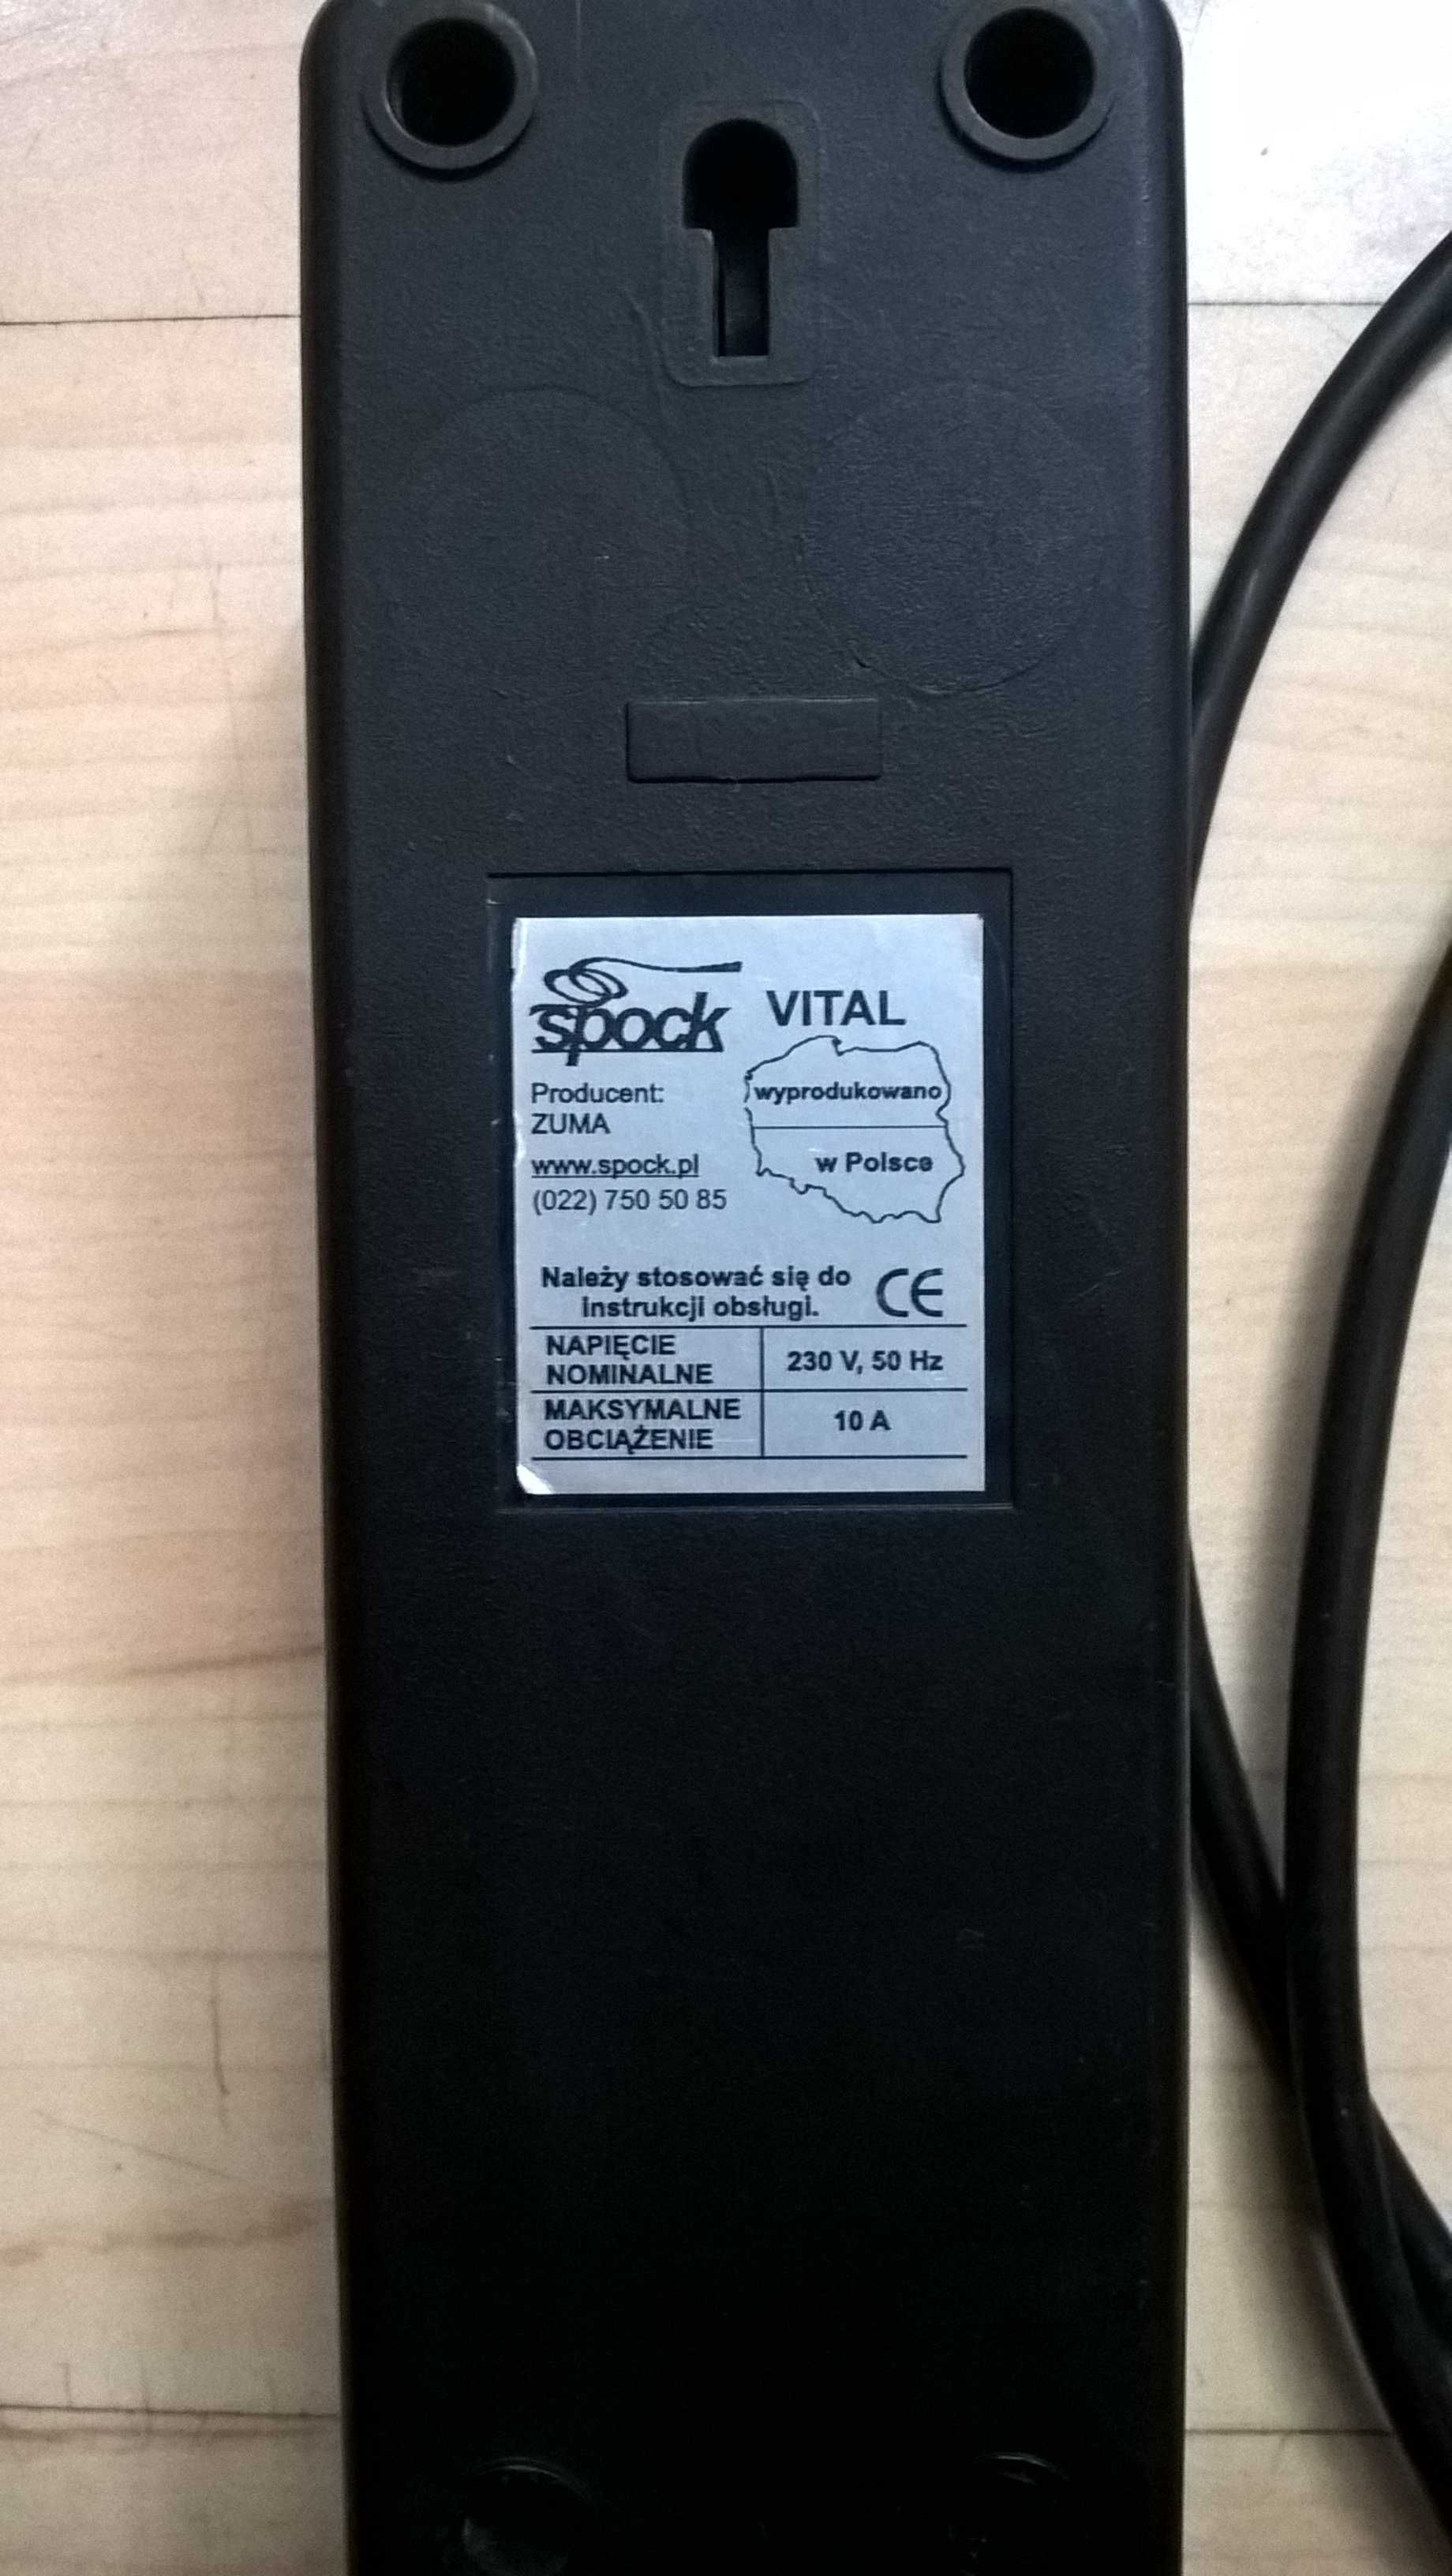 spock VITAL
Producent:
ZUMA
www.spock.pl
(022) 750 50 85
wyprodukowano
w Polsce
Należy stosować się do
instrukcji obsługi.
CE
NAPIĘCIE
NOMINALNE
230 V, 50 Hz
MAKSYMALNE
OBCIĄŻENIE
10 A